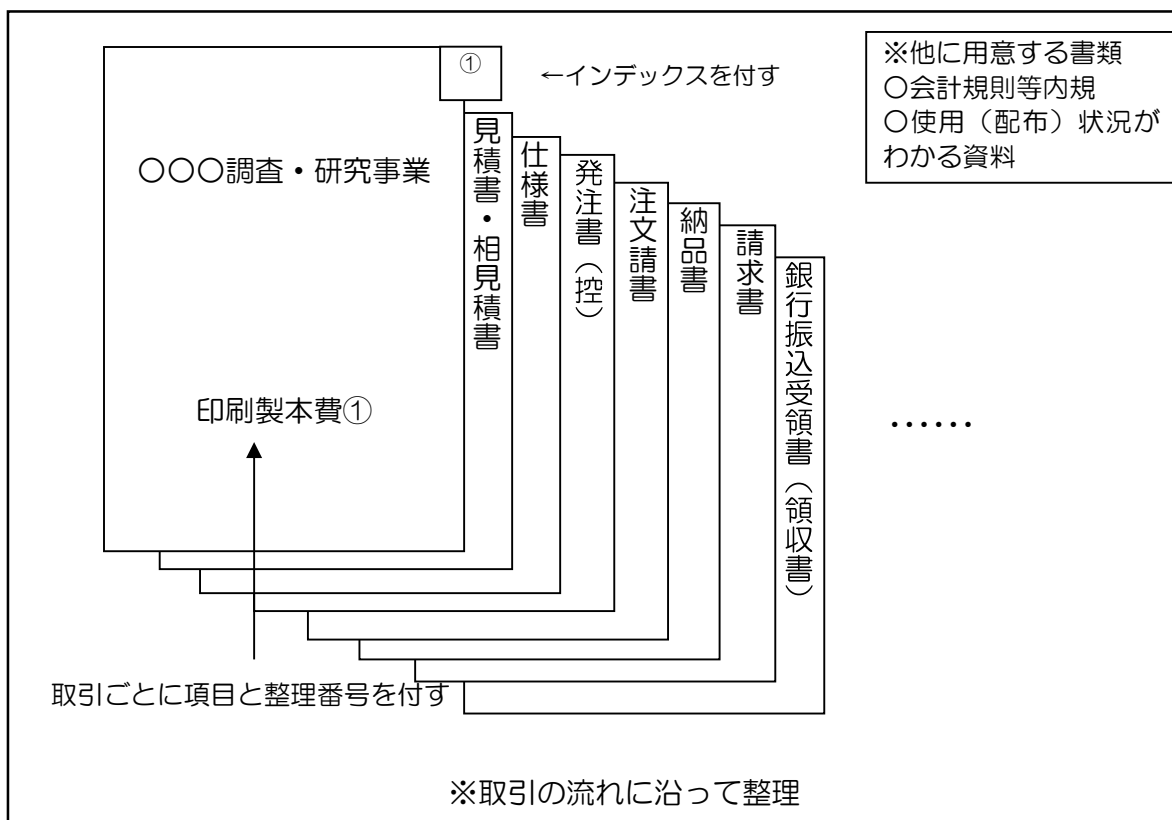 ①
←インデックスを付す
※他に用意する書類
○会計規則等内規
○使用（配布）状況が
わかる資料
○○○調査・研究事業
見積書・相見積書
仕様書
発注書（控）
注文請書
納品書
請求書
銀行振込受領書（領収書）
印刷製本費①
・・・・・・
取引ごとに項目と整理番号を付す
※取引の流れに沿って整理